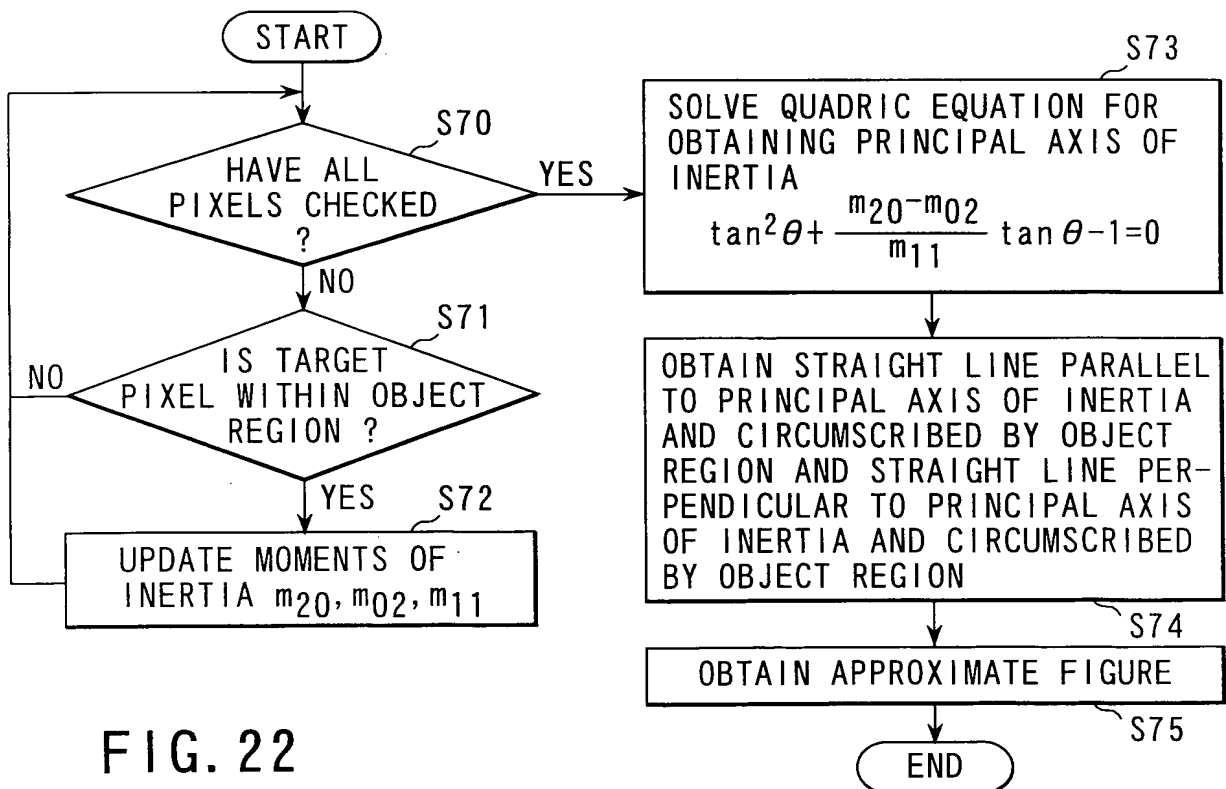 START
S70
HAVE ALL
PIXELS CHECKED
?
YES
NO
S71
IS TARGET
PIXEL WITHIN OBJECT
REGION ?
NO
YES
S72
UPDATE MOMENTS OF
INERTIA m20, m02, m11
S73
SOLVE QUADRIC EQUATION FOR
OBTAINING PRINCIPAL AXIS OF
INERTIA
tan²θ+ m20−m02/m11 tan θ−1=0
OBTAIN STRAIGHT LINE PARALLEL
TO PRINCIPAL AXIS OF INERTIA
AND CIRCUMSCRIBED BY OBJECT
REGION AND STRAIGHT LINE PER-
PENDICULAR TO PRINCIPAL AXIS
OF INERTIA AND CIRCUMSCRIBED
BY OBJECT REGION
S74
OBTAIN APPROXIMATE FIGURE
S75
END
FIG. 22